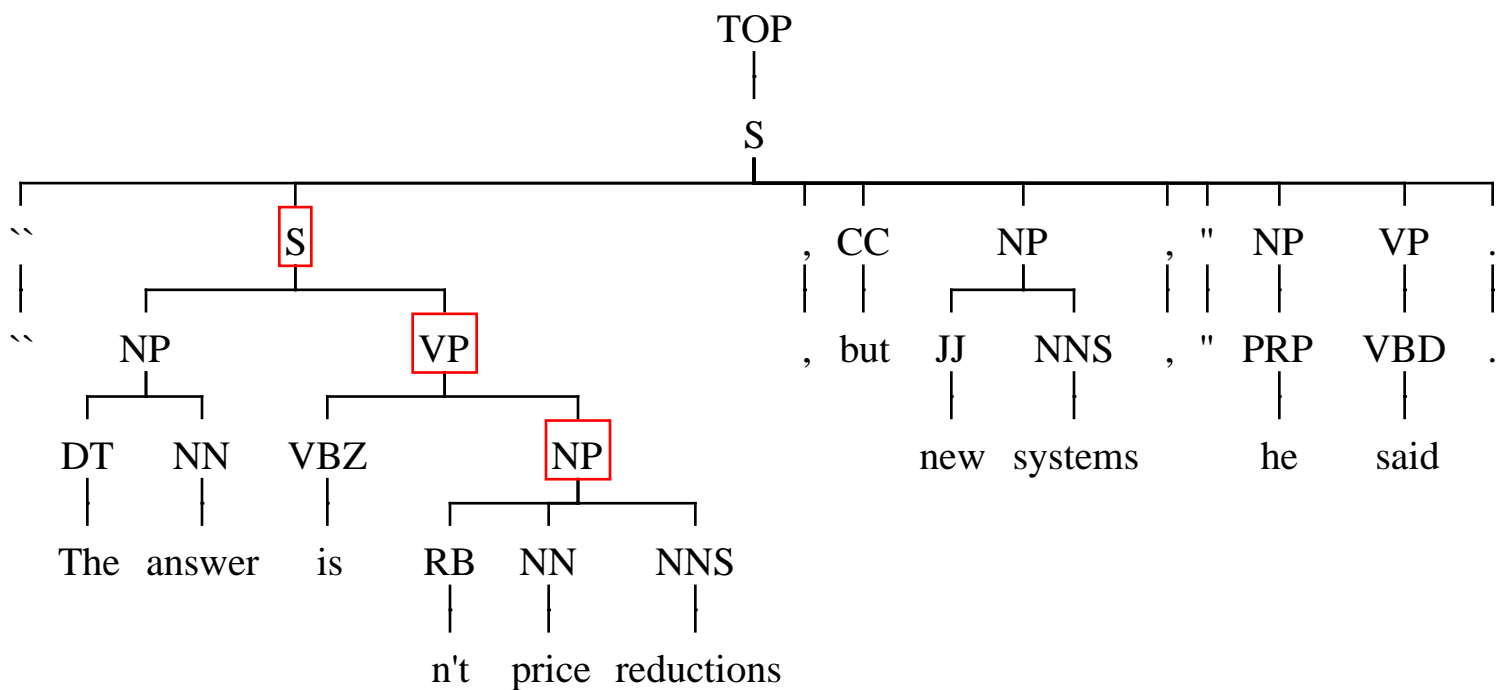 TOP
S
`` S , CC NP , " NP VP .
`` NP VP , but JJ NNS , " PRP VBD .
DT NN VBZ NP new systems he said
The answer is RB NN NNS
n't price reductions